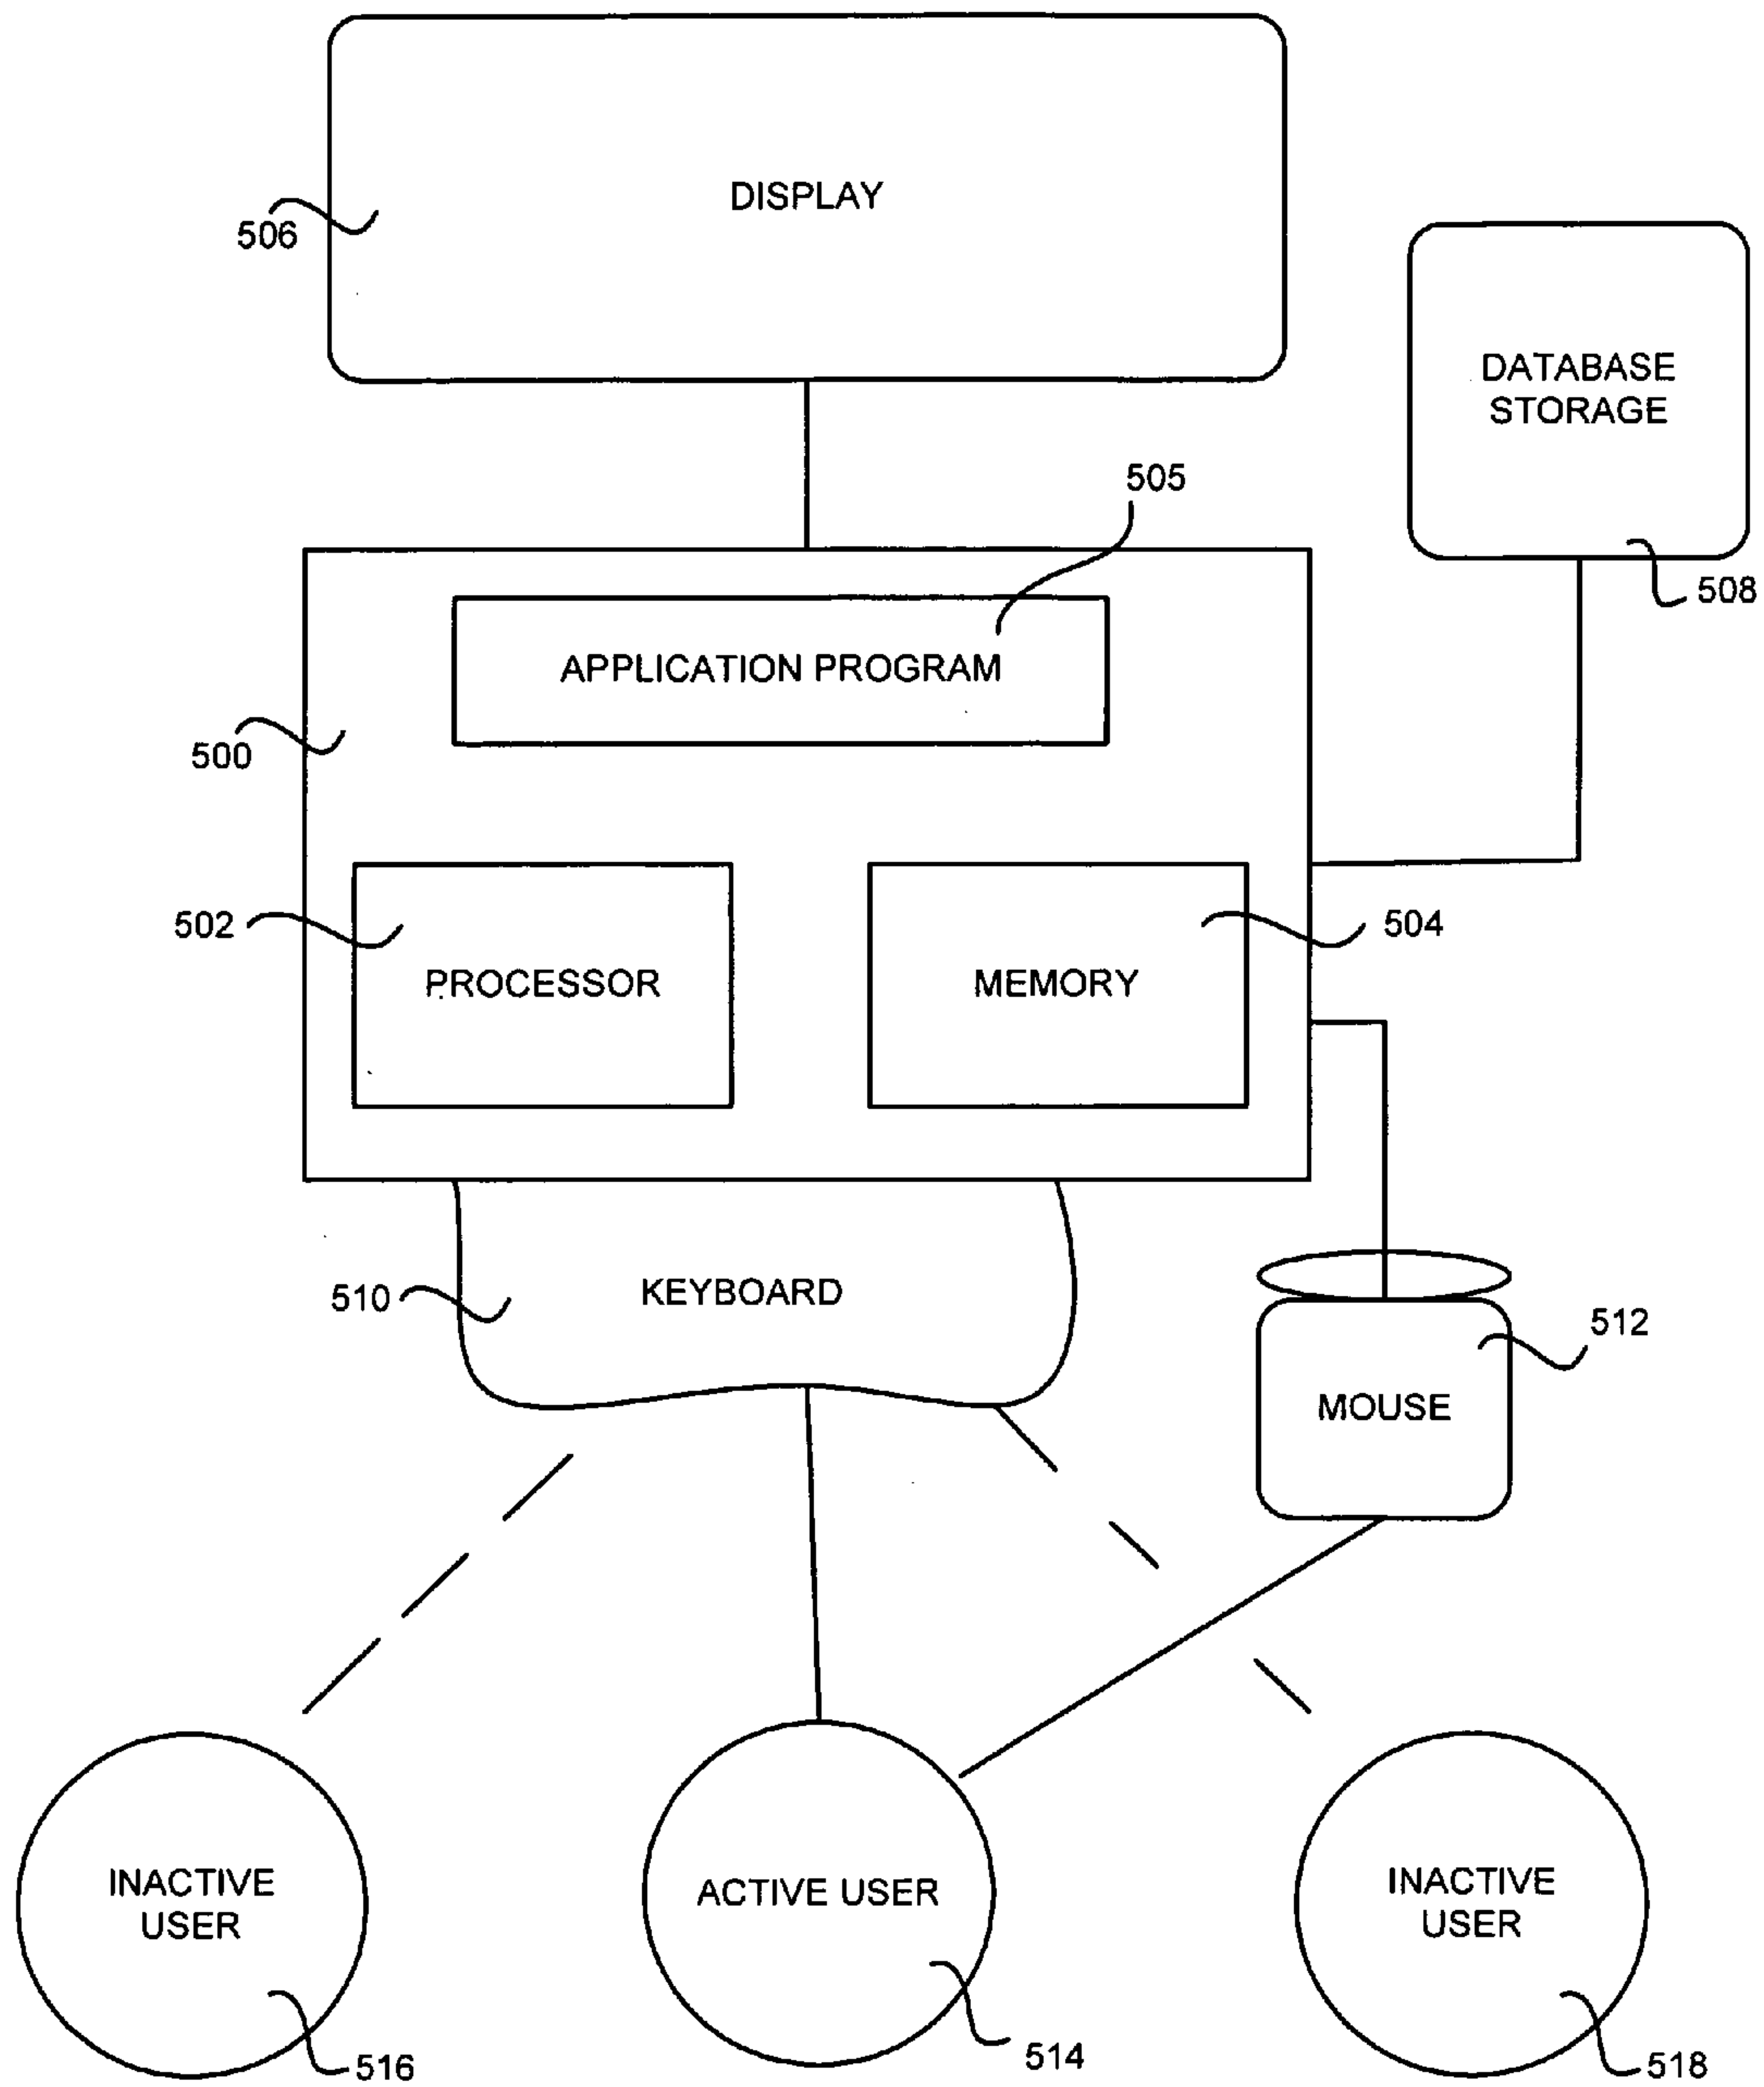 DISPLAY
506
DATABASE
STORAGE
505
508
APPLICATION PROGRAM
500
502
504
PROCESSOR
MEMORY
KEYBOARD
510
512
MOUSE
INACTIVE
USER
ACTIVE USER
INACTIVE
USER
516
514
518